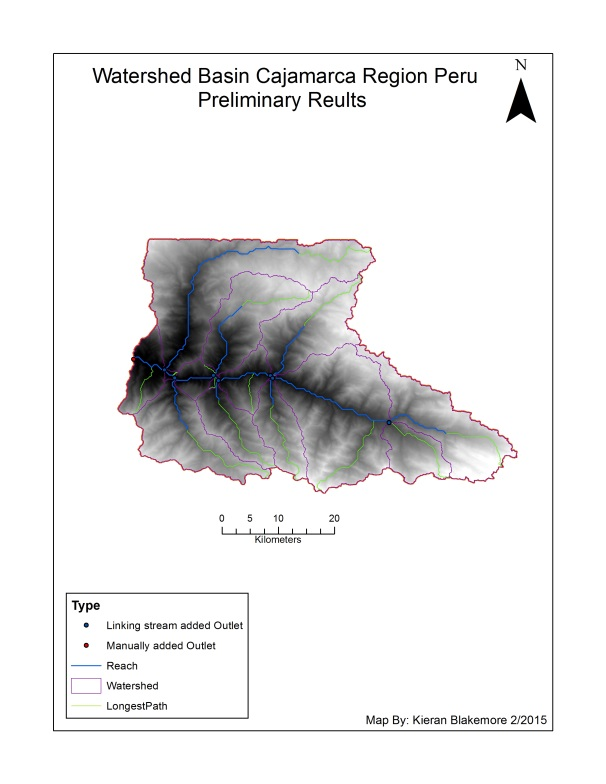 Watershed Basin Cajamarca Region Peru
Preliminary Reults
N
0 5 10 20
Kilometers
Type
Linking stream added Outlet
Manually added Outlet
Reach
Watershed
LongestPath
Map By: Kieran Blakemore 2/2015